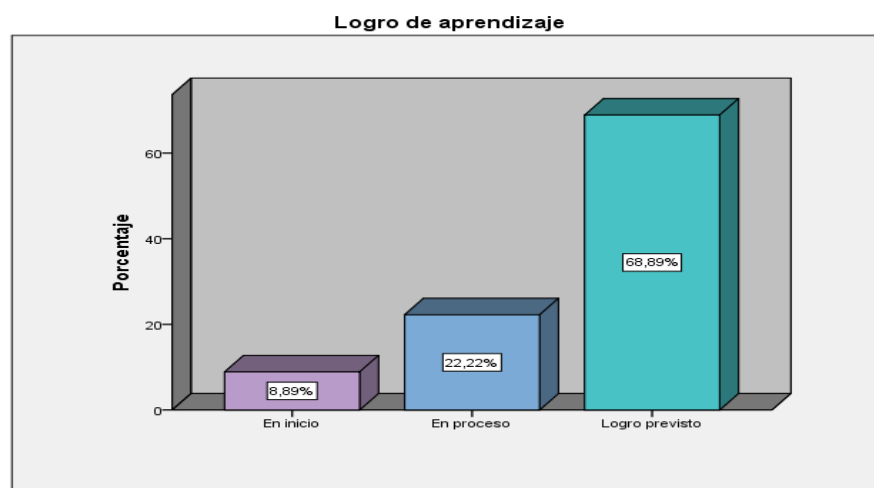 Logro de aprendizaje
Porcentaje
60
40
20
0
8,89%
22,22%
68,89%
En inicio
En proceso
Logro previsto